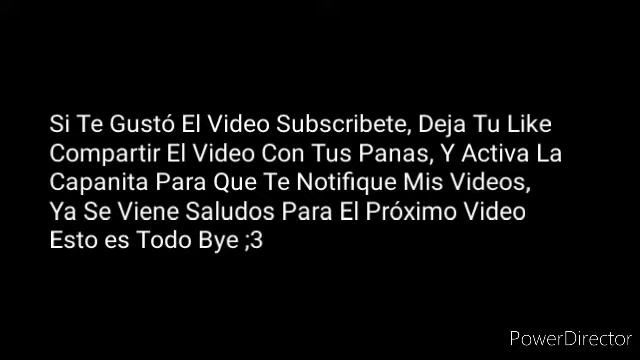 Si Te Gustó El Video Subscribete, Deja Tu Like
Compartir El Video Con Tus Panas, Y Activa La
Capanita Para Que Te Notifique Mis Videos,
Ya Se Viene Saludos Para El Próximo Video
Esto es Todo Bye ;3
PowerDirector